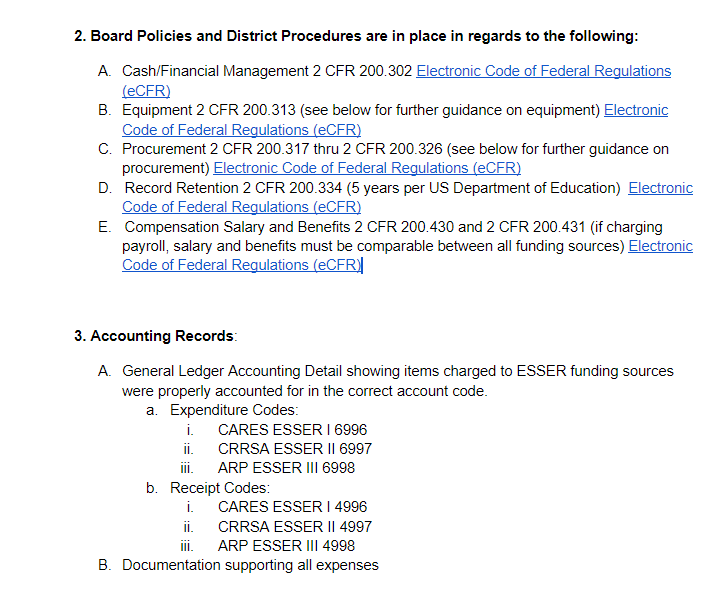 2. Board Policies and District Procedures are in place in regards to the following:
A. Cash/Financial Management 2 CFR 200.302 Electronic Code of Federal Regulations
(eCFR)
B. Equipment 2 CFR 200.313 (see below for further guidance on equipment) Electronic
Code of Federal Regulations (eCFR)
C. Procurement 2 CFR 200.317 thru 2 CFR 200.326 (see below for further guidance on
procurement) Electronic Code of Federal Regulations (eCFR)
D. Record Retention 2 CFR 200.334 (5 years per US Department of Education) Electronic
Code of Federal Regulations (eCFR)
E. Compensation Salary and Benefits 2 CFR 200.430 and 2 CFR 200.431 (if charging
payroll, salary and benefits must be comparable between all funding sources) Electronic
Code of Federal Regulations (eCFR)
3. Accounting Records:
A. General Ledger Accounting Detail showing items charged to ESSER funding sources
were properly accounted for in the correct account code.
a. Expenditure Codes:
i. CARES ESSER I 6996
ii. CRRSA ESSER II 6997
iii. ARP ESSER III 6998
b. Receipt Codes:
i. CARES ESSER I 4996
ii. CRRSA ESSER II 4997
iii. ARP ESSER III 4998
B. Documentation supporting all expenses